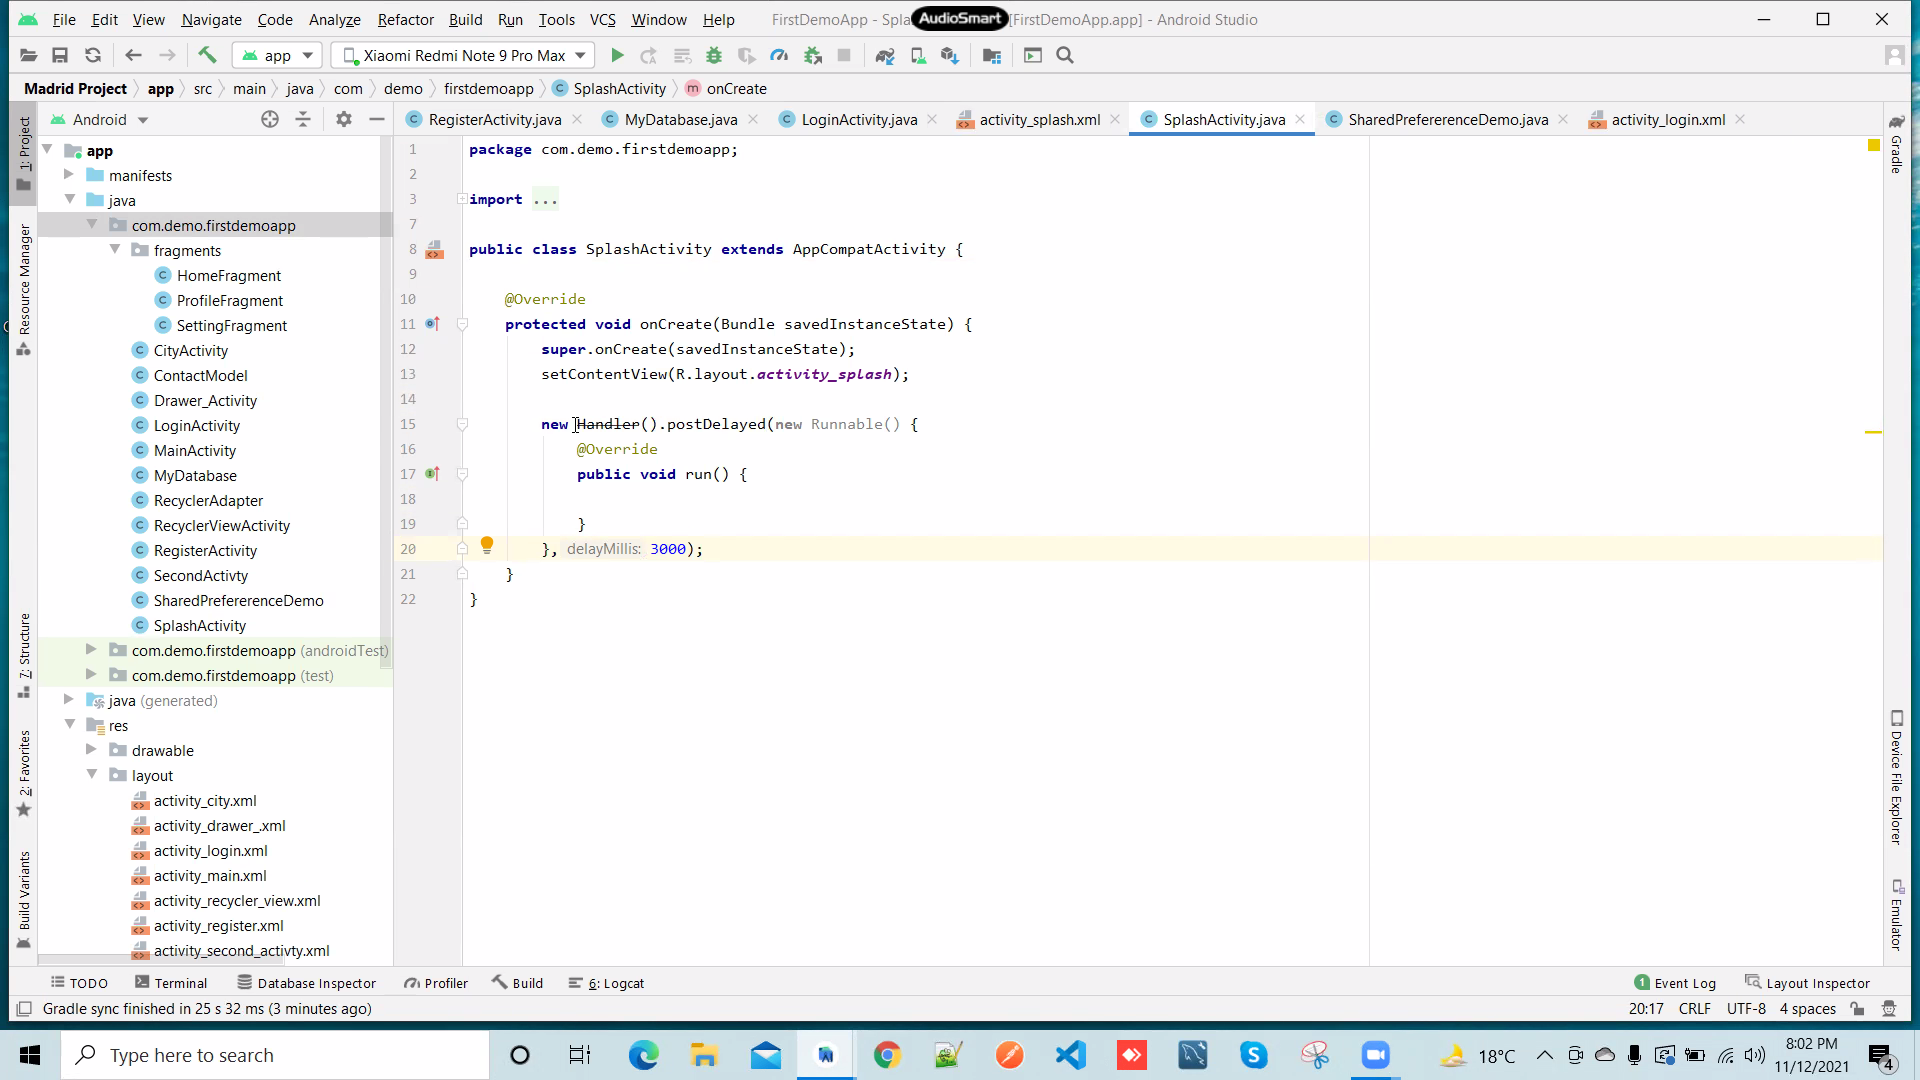 File Edit View Navigate Code Analyze Refactor Build Run Tools VCS Window Help FirstDemoApp - Spla AudioSmart [FirstDemoApp.app] - Android Studio
app Xiaomi Redmi Note 9 Pro Max
Madrid Project app src main java com demo firstdemoapp SplashActivity onCreate
Android RegisterActivity.java MyDatabase.java LoginActivity.java activity_splash.xml SplashActivity.java SharedPrefererenceDemo.java activity_login.xml
1: Project
Resource Manager
7: Structure
2: Favorites
Build Variants
app
manifests
java
com.demo.firstdemoapp
fragments
HomeFragment
ProfileFragment
SettingFragment
CityActivity
ContactModel
Drawer_Activity
LoginActivity
MainActivity
MyDatabase
RecyclerAdapter
RecyclerViewActivity
RegisterActivity
SecondActivty
SharedPrefererenceDemo
SplashActivity
com.demo.firstdemoapp (androidTest)
com.demo.firstdemoapp (test)
java (generated)
res
drawable
layout
activity_city.xml
activity_drawer_.xml
activity_login.xml
activity_main.xml
activity_recycler_view.xml
activity_register.xml
activity_second_activty.xml
1 package com.demo.firstdemoapp;
2
3 import ...
7
8 public class SplashActivity extends AppCompatActivity {
9
10 @Override
11 protected void onCreate(Bundle savedInstanceState) {
12 super.onCreate(savedInstanceState);
13 setContentView(R.layout.activity_splash);
14
15 new Handler().postDelayed(new Runnable() {
16 @Override
17 public void run() {
18
19 }
20 }, delayMillis: 3000);
21 }
22 }
Gradle
Device File Explorer
Emulator
TODO Terminal Database Inspector Profiler Build 6: Logcat 1 Event Log Layout Inspector
Gradle sync finished in 25 s 32 ms (3 minutes ago) 20:17 CRLF UTF-8 4 spaces
Type here to search 18°C 8:02 PM
11/12/2021 4